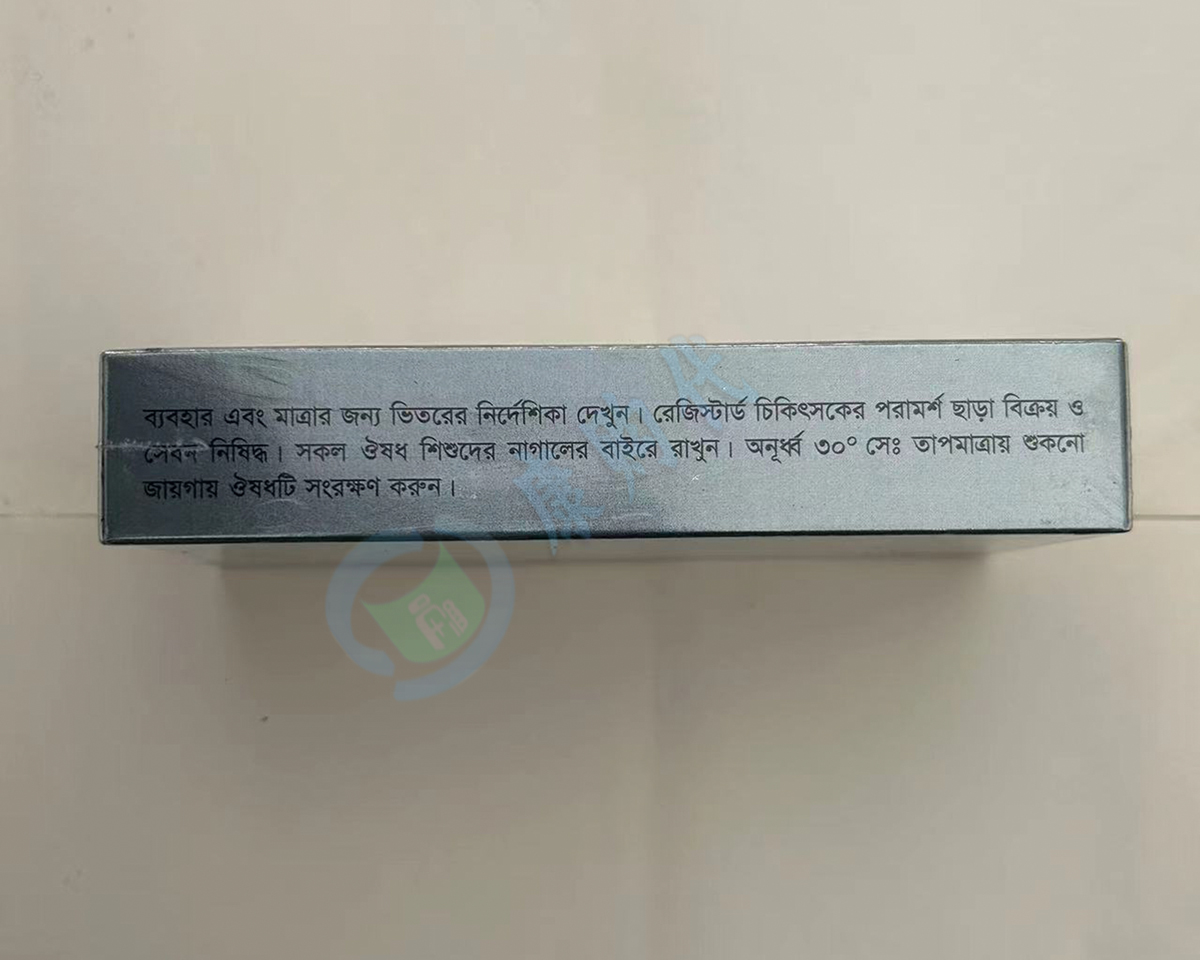 ব্যবহার এবং মাত্রার জন্য ভিতরের নির্দেশিকা দেখুন। রেজিস্টার্ড চিকিৎসকের পরামর্শ ছাড়া বিক্রয় ও
সেবন নিষিদ্ধ। সকল ঔষধ শিশুদের নাগালের বাইরে রাখুন। অনূর্ধ্ব ৩০° সেঃ তাপমাত্রায় শুকনো
জায়গায় ঔষধটি সংরক্ষণ করুন।